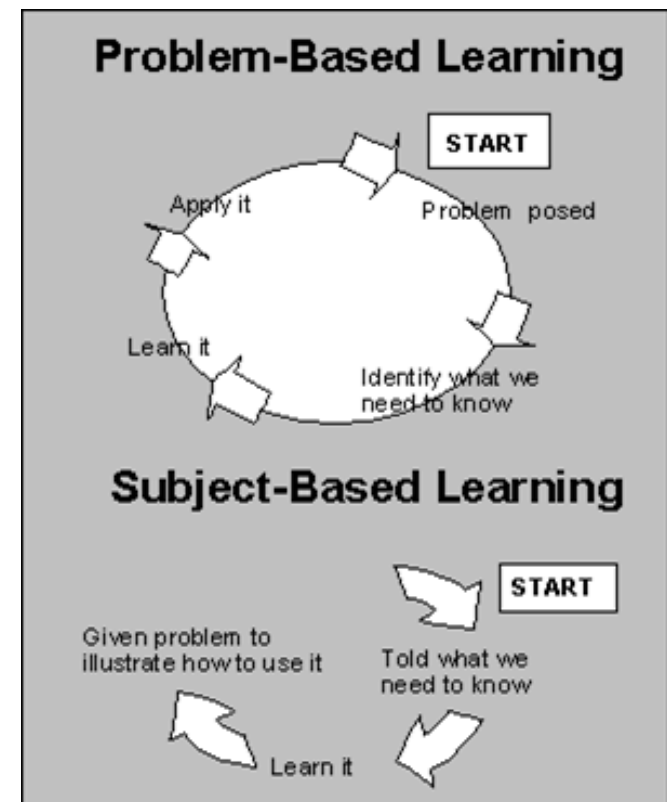 Problem-Based Learning
START
Apply it
Problem posed
Learn it
Identify what we
need to know
Subject-Based Learning
START
Given problem to
illustrate how to use it
Told what we
need to know
Learn it